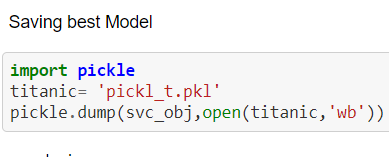 Saving best Model
import pickle
titanic= 'pickl_t.pkl'
pickle.dump(svc_obj,open(titanic,'wb'))